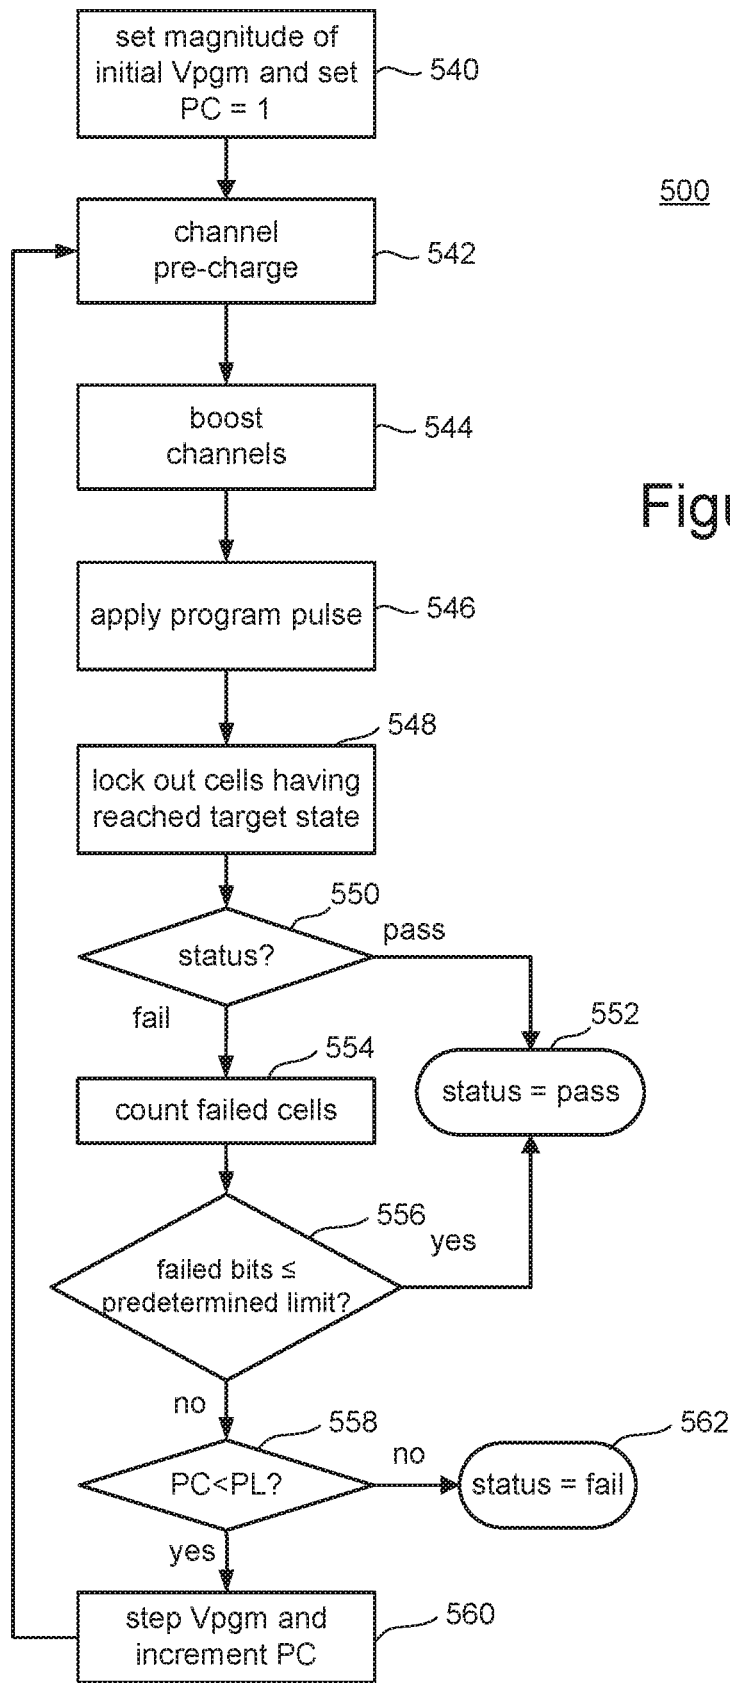 set magnitude of
initial Vpgm and set
PC = 1
540
500
channel
pre-charge
542
boost
channels
544
Figu
apply program pulse
546
548
lock out cells having
reached target state
550
status?
pass
fail
552
status = pass
554
count failed cells
556
yes
failed bits ≤
predetermined limit?
no
558
PC<PL?
no
562
status = fail
yes
step Vpgm and
increment PC
560